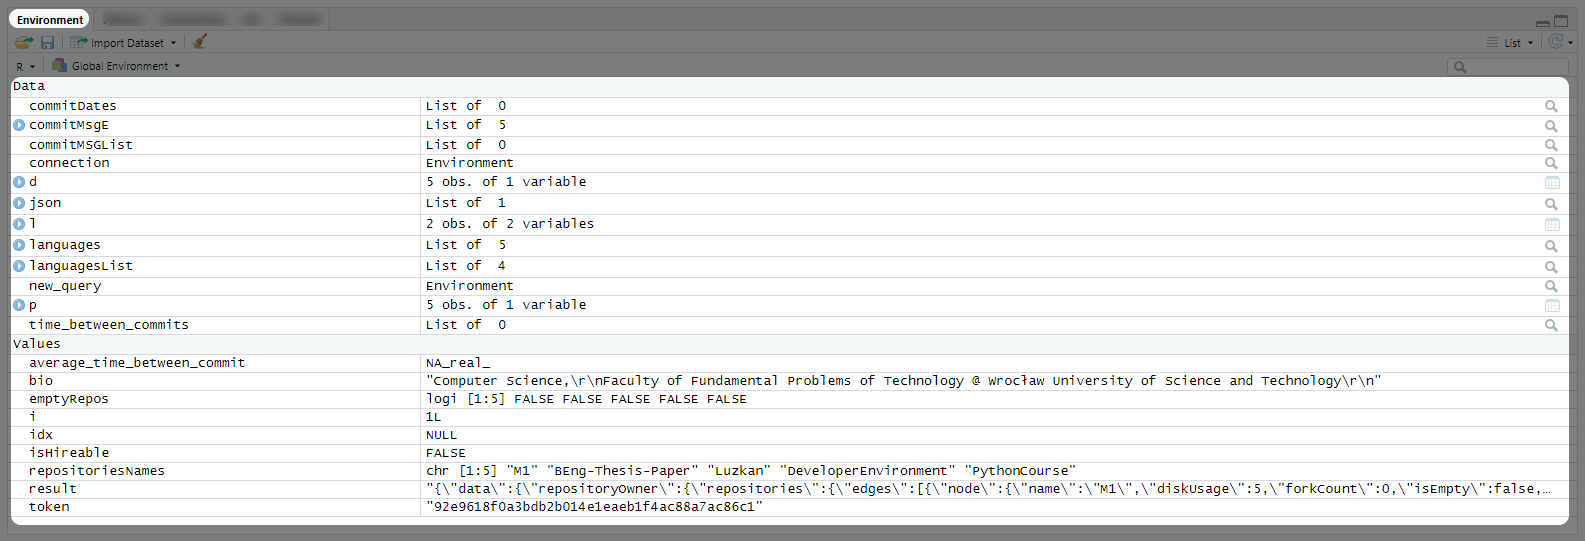 Environment
Import Dataset
List
R
Global Environment
Data
commitDates List of 0
commitMsgE List of 5
commitMSGList List of 0
connection Environment
d 5 obs. of 1 variable
json List of 1
l 2 obs. of 2 variables
languages List of 5
languagesList List of 4
new_query Environment
p 5 obs. of 1 variable
time_between_commits List of 0
Values
average_time_between_commit NA_real_
bio "Computer Science,\r\nFaculty of Fundamental Problems of Technology @ Wrocław University of Science and Technology\r\n"
emptyRepos logi [1:5] FALSE FALSE FALSE FALSE FALSE
i 1L
idx NULL
isHireable FALSE
repositoriesNames chr [1:5] "M1" "BEng-Thesis-Paper" "Luzkan" "DeveloperEnvironment" "PythonCourse"
result "{\"data\":{\"repositoryOwner\":{\"repositories\":{\"edges\":[{\"node\":{\"name\":\"M1\",\"diskUsage\":5,\"forkCount\":0,\"isEmpty\":false,…
token "92e9618f0a3bdb2b014e1eaeb1f4ac88a7ac86c1"